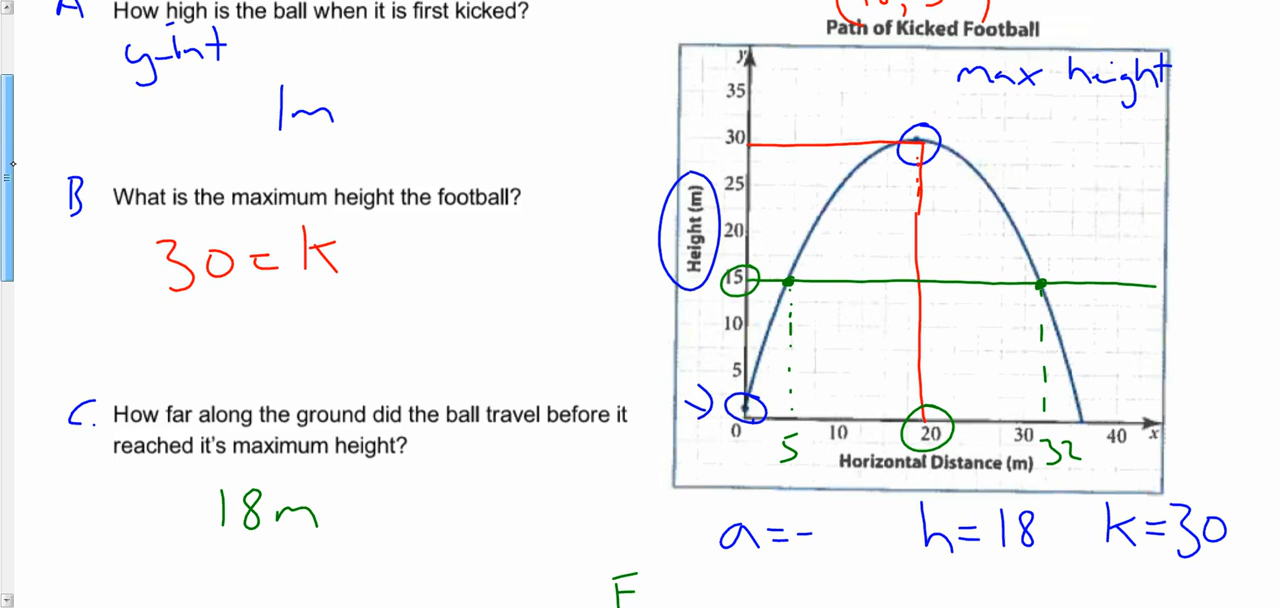 A How high is the ball when it is first kicked?
y-int
1m
B What is the maximum height the football?
30 = k
C. How far along the ground did the ball travel before it
reached it's maximum height?
18m
Path of Kicked Football
max height
y
35
30
25
20
15
10
5
0
Height (m)
10
20
30
40
x
5
32
Horizontal Distance (m)
a = -
h = 18
k = 30